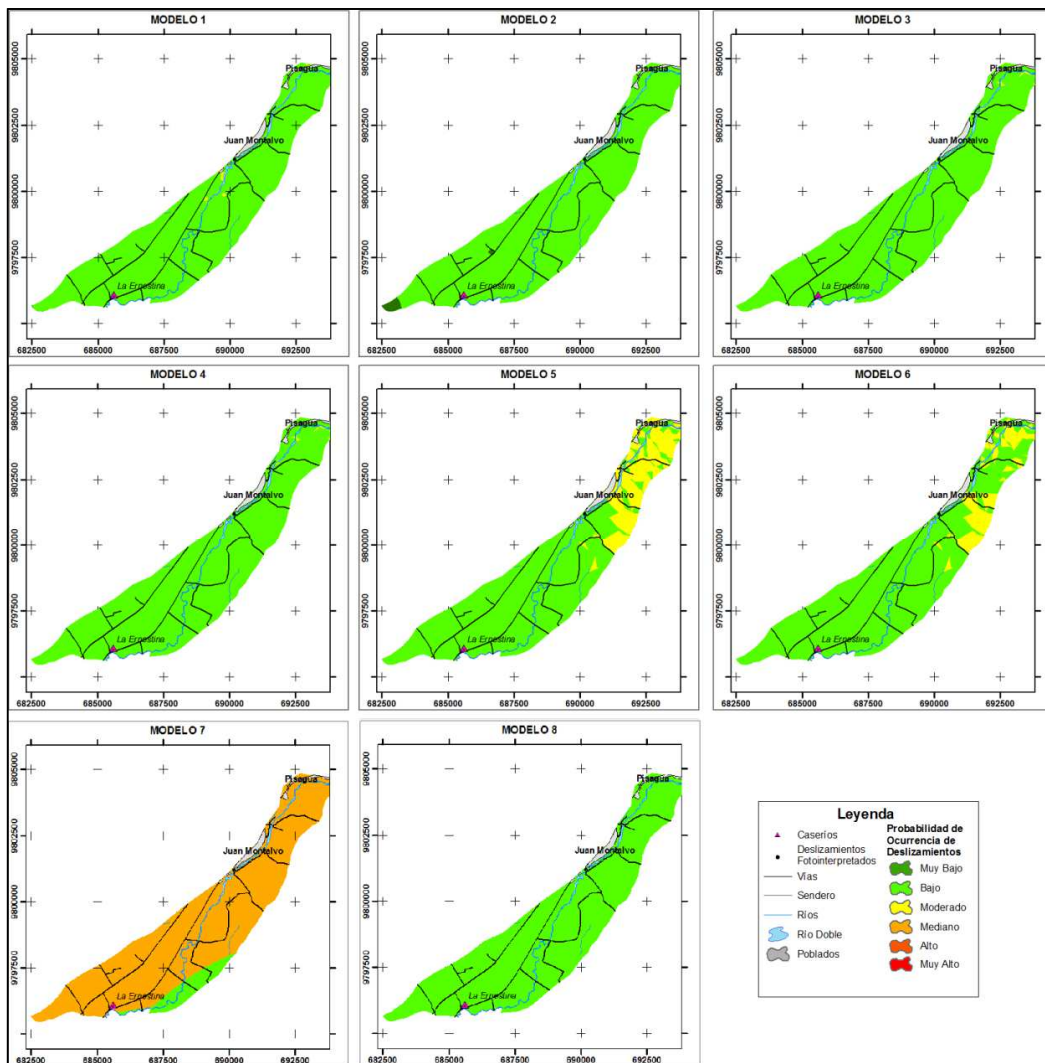 MODELO 1
9805000
9802500
9800000
9797500
Pisagua
Juan Montalvo
La Ernestina
682500 685000 687500 690000 692500
MODELO 2
9805000
9802500
9800000
9797500
Pisagua
Juan Montalvo
La Ernestina
682500 685000 687500 690000 692500
MODELO 3
9805000
9802500
9800000
9797500
Pisagua
Juan Montalvo
La Ernestina
682500 685000 687500 690000 692500
MODELO 4
9805000
9802500
9800000
9797500
Pisagua
Juan Montalvo
La Ernestina
682500 685000 687500 690000 692500
MODELO 5
9805000
9802500
9800000
9797500
Pisagua
Juan Montalvo
La Ernestina
682500 685000 687500 690000 692500
MODELO 6
9805000
9802500
9800000
9797500
Pisagua
Juan Montalvo
La Ernestina
682500 685000 687500 690000 692500
MODELO 7
9805000
9802500
9800000
9797500
Pisagua
Juan Montalvo
La Ernestina
682500 685000 687500 690000 692500
MODELO 8
9805000
9802500
9800000
9797500
Pisagua
Juan Montalvo
La Ernestina
682500 685000 687500 690000 692500
Leyenda
Caseríos
Deslizamientos
Fotointerpretados
Vías
Sendero
Ríos
Río Doble
Poblados
Probabilidad de
Ocurrencia de
Deslizamientos
Muy Bajo
Bajo
Moderado
Mediano
Alto
Muy Alto